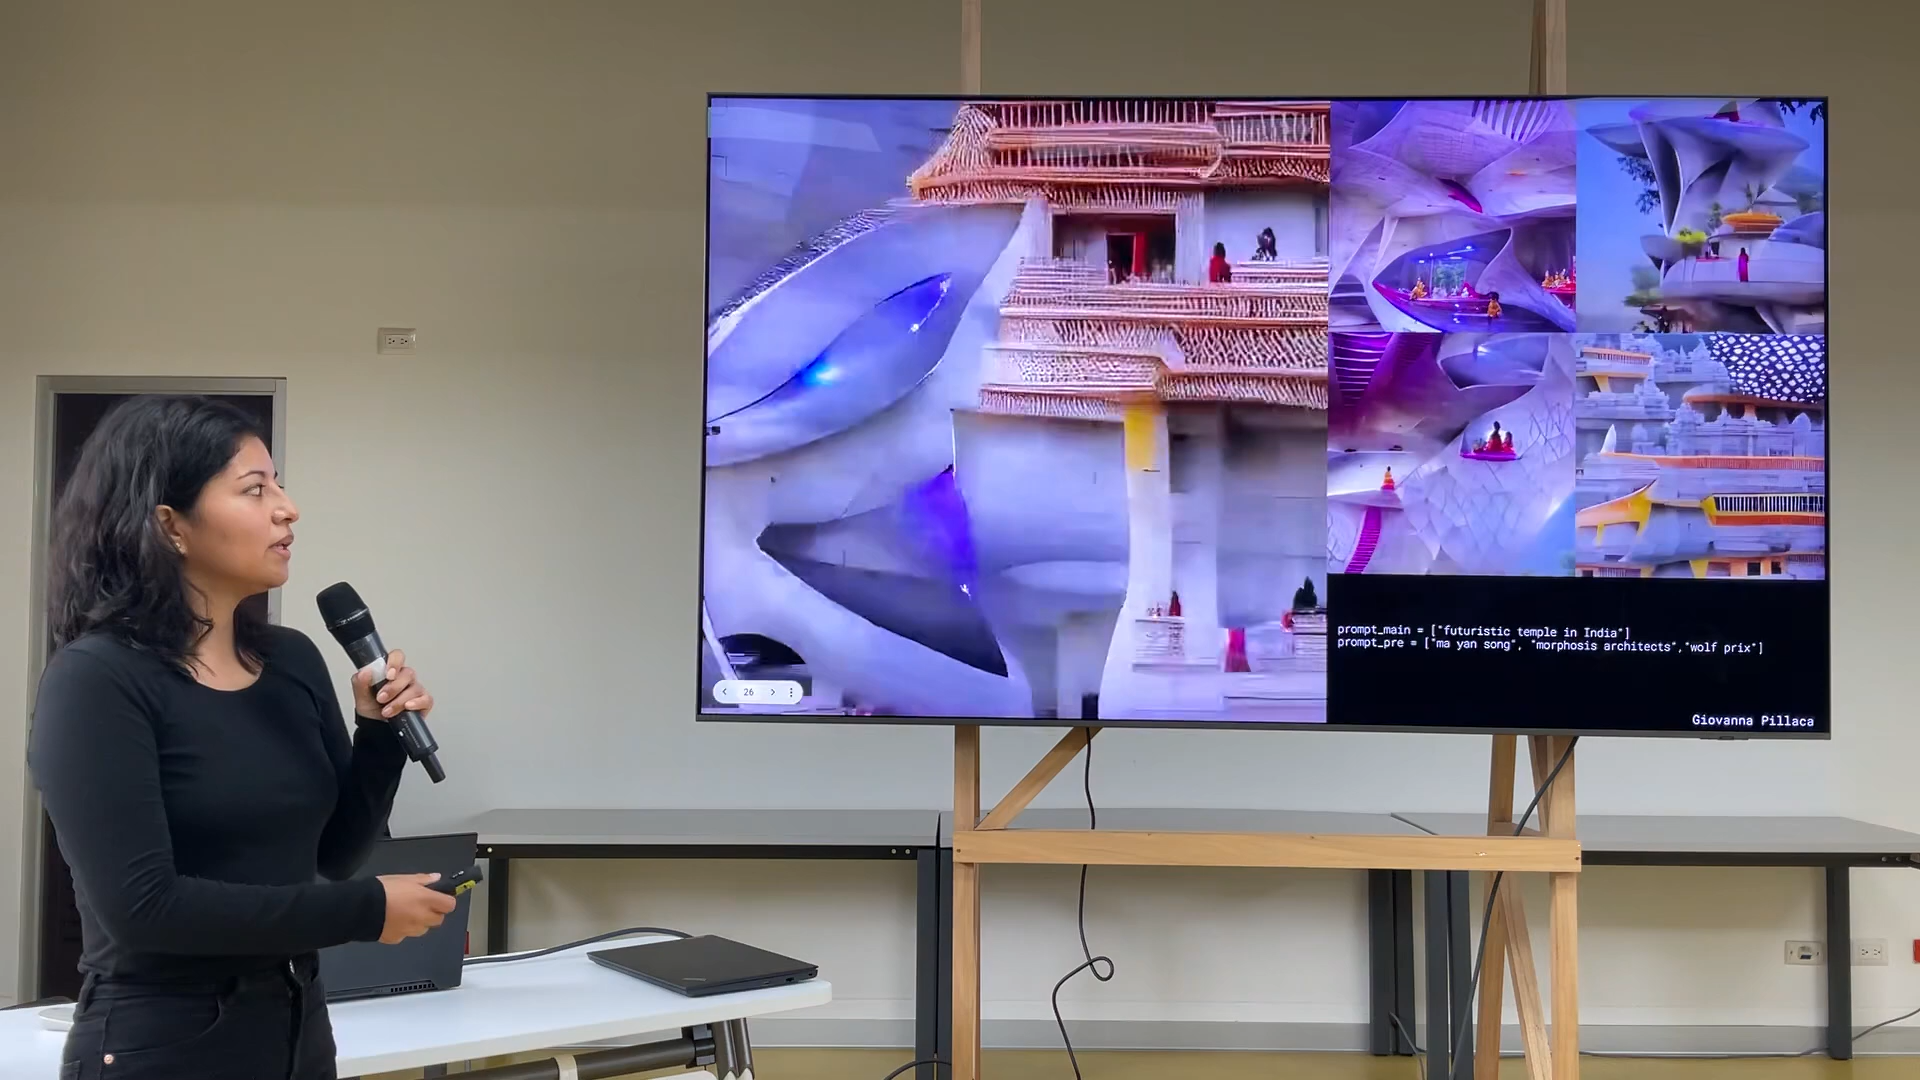 prompt_main = ["futuristic temple in India"]
prompt_pre = ["ma yan song", "morphosis architects","wolf prix"]
26
Giovanna Pillaca